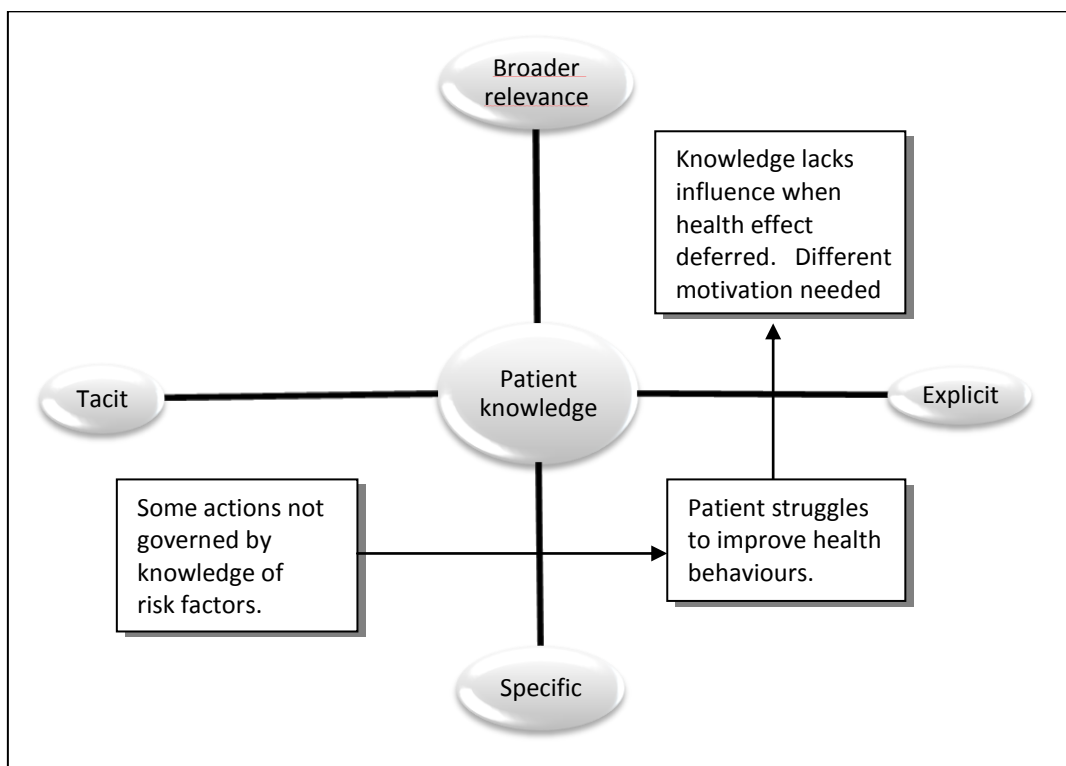 Broader
relevance
Knowledge lacks
influence when
health effect
deferred.   Different
motivation needed
Tacit
Patient
knowledge
Explicit
Some actions not
governed by
knowledge of
risk factors.
Patient struggles
to improve health
behaviours.
Specific